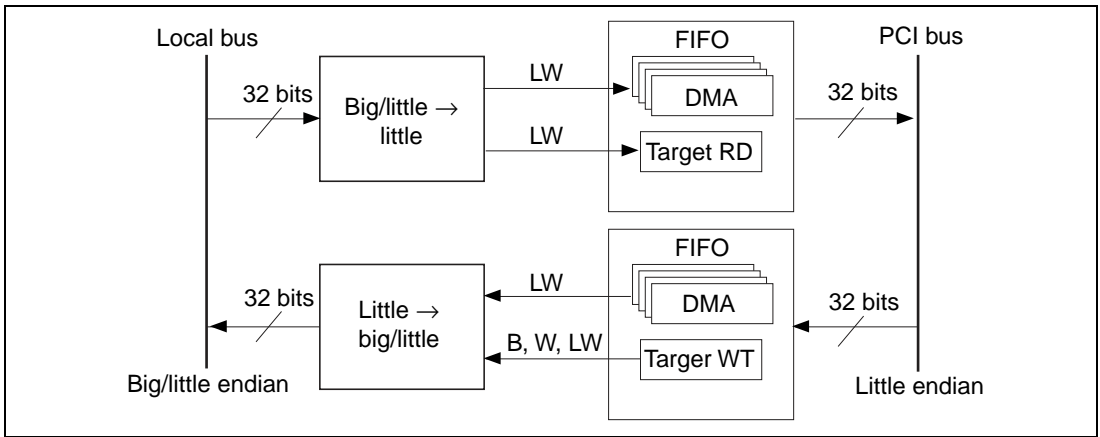 Local bus
FIFO
PCI bus
32 bits
Big/little →
little
LW
LW
DMA
Target RD
32 bits
FIFO
32 bits
Little →
big/little
LW
B, W, LW
DMA
Targer WT
32 bits
Big/little endian
Little endian